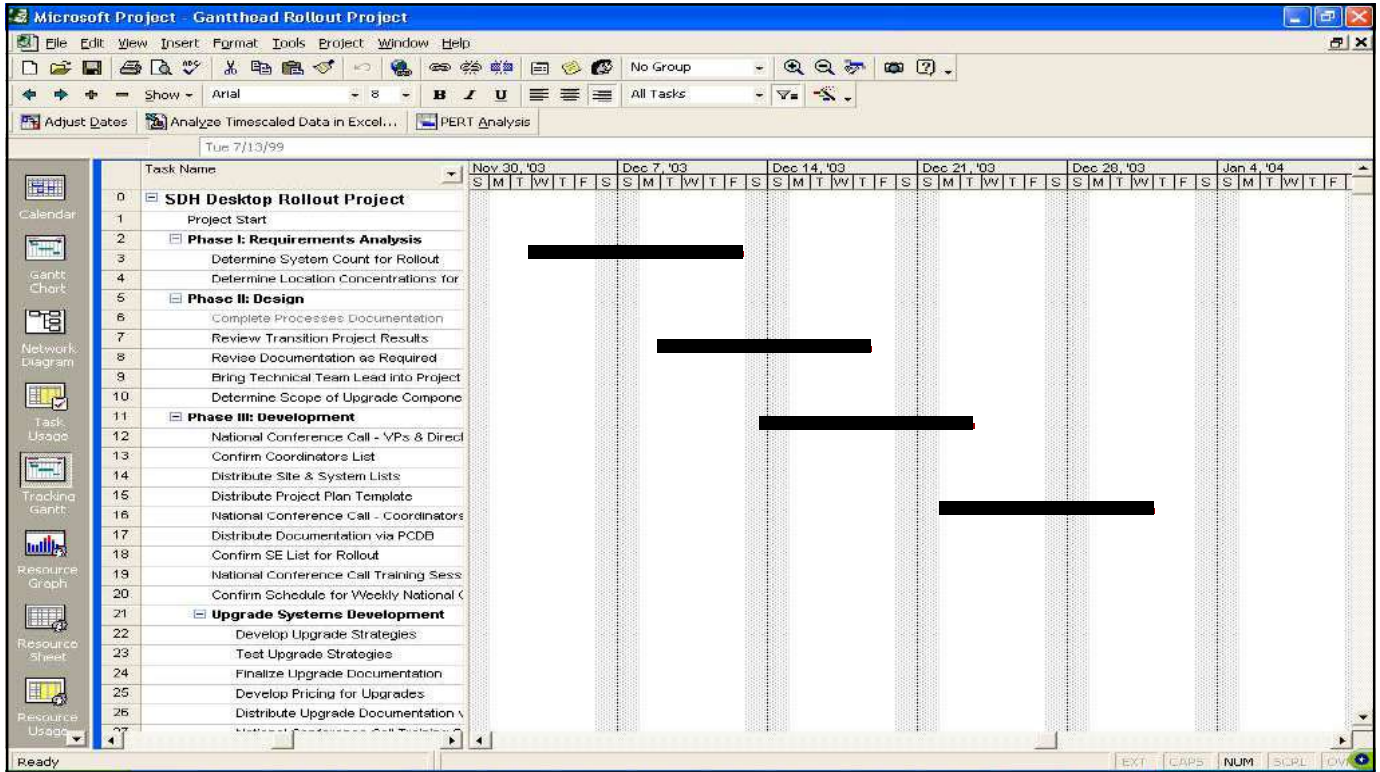 Microsoft Project - Gantthead Rollout Project
File Edit View Insert Format Tools Project Window Help
No Group
Show Arial 8 B I U All Tasks
Adjust Dates Analyze Timescaled Data in Excel... PERT Analysis
Tue 7/13/99
Task Name
Nov 30, '03 Dec 7, '03 Dec 14, '03 Dec 21, '03 Dec 28, '03 Jan 4, '04
S M T W T F S S M T W T F S S M T W T F S S M T W T F S S M T W T F S S M T W T F
0 SDH Desktop Rollout Project
1 Project Start
2 Phase I: Requirements Analysis
3 Determine System Count for Rollout
4 Determine Location Concentrations for
5 Phase II: Design
6 Complete Processes Documentation
7 Review Transition Project Results
8 Revise Documentation as Required
9 Bring Technical Team Lead into Project
10 Determine Scope of Upgrade Compone
11 Phase III: Development
12 National Conference Call - VPs & Direct
13 Confirm Coordinators List
14 Distribute Site & System Lists
15 Distribute Project Plan Template
16 National Conference Call - Coordinators
17 Distribute Documentation via PCDB
18 Confirm SE List for Rollout
19 National Conference Call Training Sess
20 Confirm Schedule for Weekly National
21 Upgrade Systems Development
22 Develop Upgrade Strategies
23 Test Upgrade Strategies
24 Finalize Upgrade Documentation
25 Develop Pricing for Upgrades
26 Distribute Upgrade Documentation
27
Calendar
Gantt
Chart
Network
Diagram
Task
Usage
Tracking
Gantt
Resource
Graph
Resource
Sheet
Resource
Usage
Ready
EXT CAPS NUM SCRL OVR